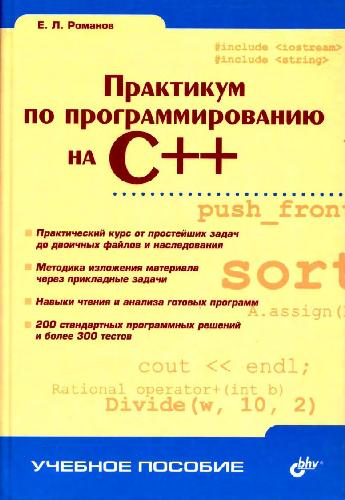 Е. Л. Романов
#include <iostream>
#include <string>
Практикум
по программированию
на C++
push_fron
Практический курс от простейших задач
до двоичных файлов и наследования
sort
Методика изложения материала
через прикладные задачи
A.assign(
Навыки чтения и анализа готовых программ
200 стандартных программных решений
и более 300 тестов
cout << endl;
Rational operator+(int b)
Divide(w, 10, 2)
УЧЕБНОЕ ПОСОБИЕ
bhv